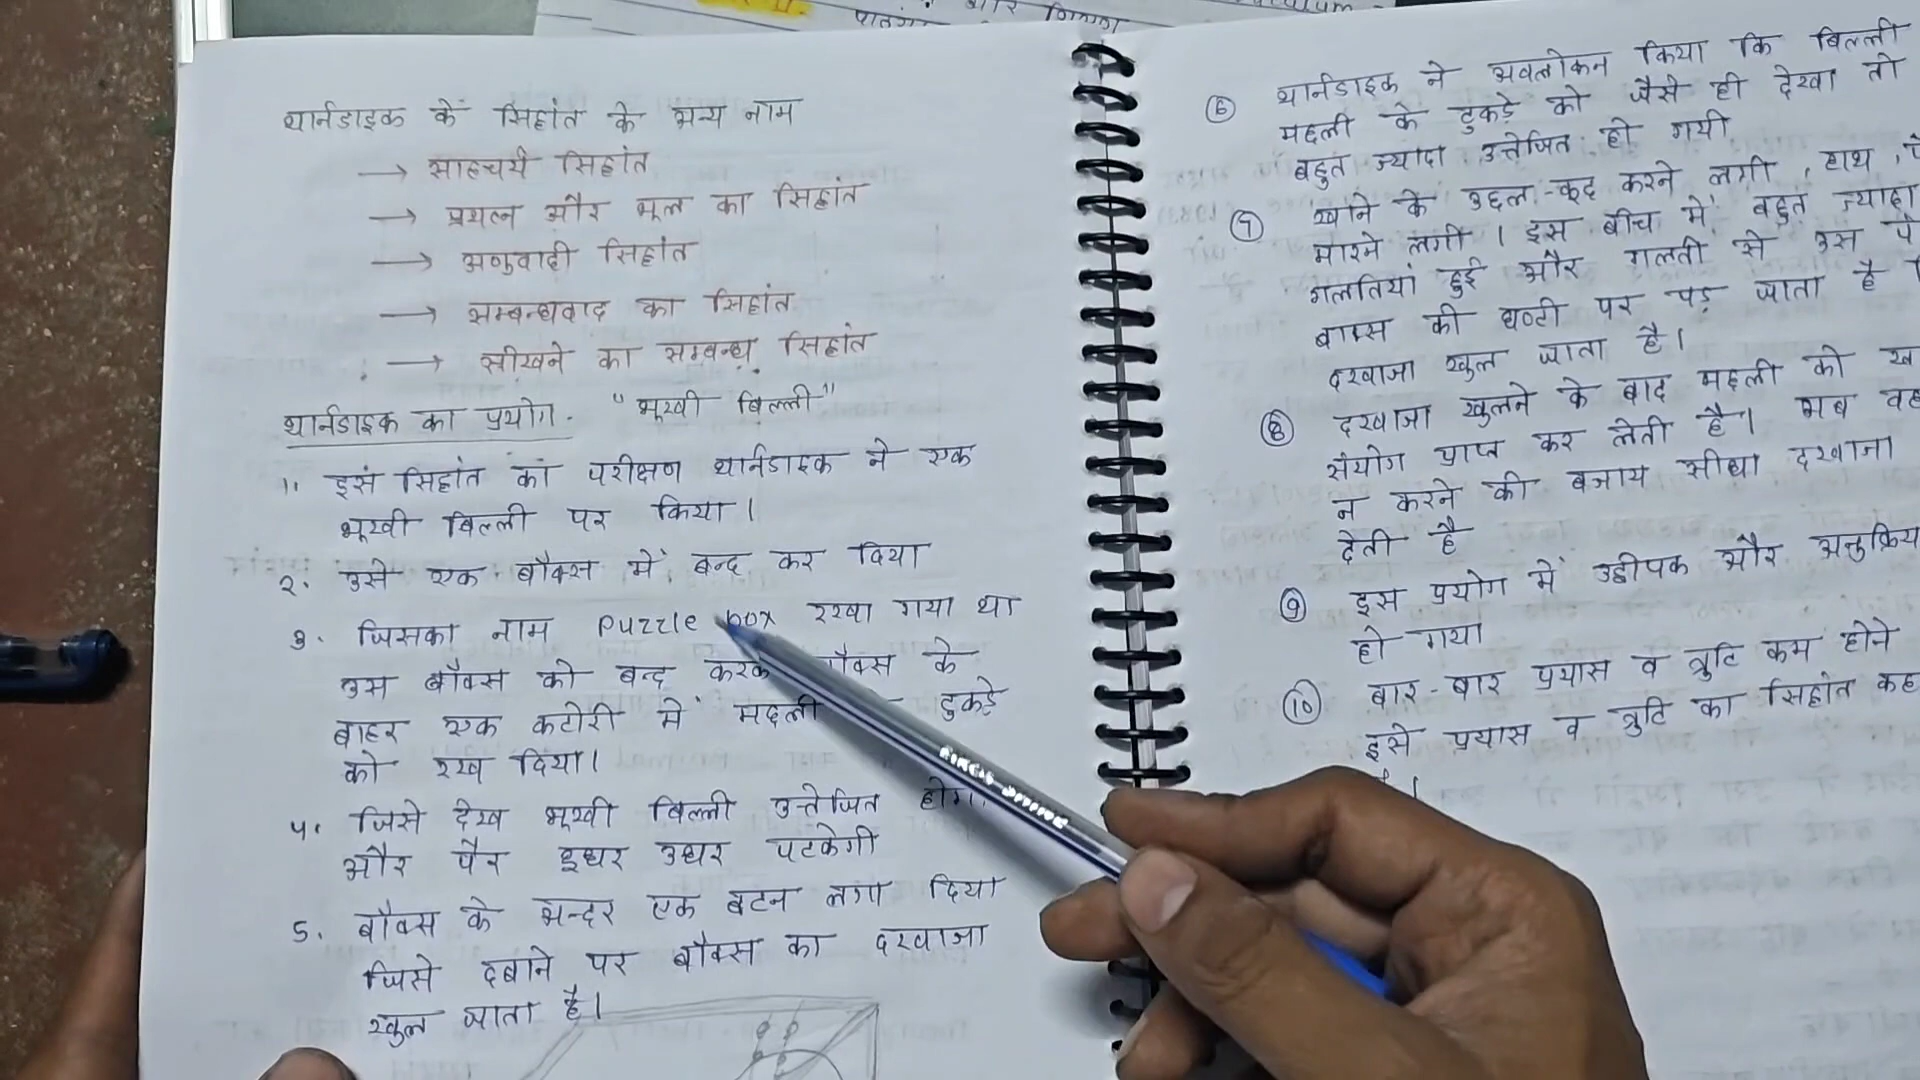 थार्नडाइक के सिद्धांत के अन्य नाम
→ साहचर्य सिद्धांत
→ प्रयत्न और भूल का सिद्धांत
→ अणुवादी सिद्धांत
→ सम्बन्धवाद का सिद्धांत
→ सीखने का सम्बन्ध सिद्धांत
थार्नडाइक का प्रयोग - "भूखी बिल्ली"
1. इस सिद्धांत का परीक्षण थार्नडाइक ने एक
भूखी बिल्ली पर किया।
2. उसे एक बौक्स में बन्द कर दिया
3. जिसका नाम Puzzle box रखा गया था
उस बौक्स को बन्द करके बौक्स के
बाहर एक कटोरी में मछली टुकड़े
को रख दिया।
4. जिसे देख भूखी बिल्ली उत्तेजित
और पैर इधर उधर पटकेगी
5. बौक्स के अन्दर एक बटन लगा दिया
जिसे दबाने पर बौक्स का दरवाजा
खुल जाता है।
6 थार्नडाइक ने अवलोकन किया कि बिल्ली
मछली के टुकड़े को जैसे ही देखा तो
बहुत ज्यादा उत्तेजित हो गयी
7 खाने के उछल-कूद करने लगी, हाथ,
मारने लगी। इस बीच में बहुत ज्यादा
गलतियां हुई और गलती से उस
बाक्स की घण्टी पर पड़ जाता है
दरवाजा खुल जाता है।
8 दरवाजा खुलने के बाद मछली को
संयोग प्राप्त कर लेती है। अब वह
न करने की बजाय सीधा दरवाजा
देती है
9 इस प्रयोग में उद्दीपक और
हो गया
10 बार-बार प्रयास व त्रुटि कम होने
इसे प्रयास व त्रुटि का सिद्धांत